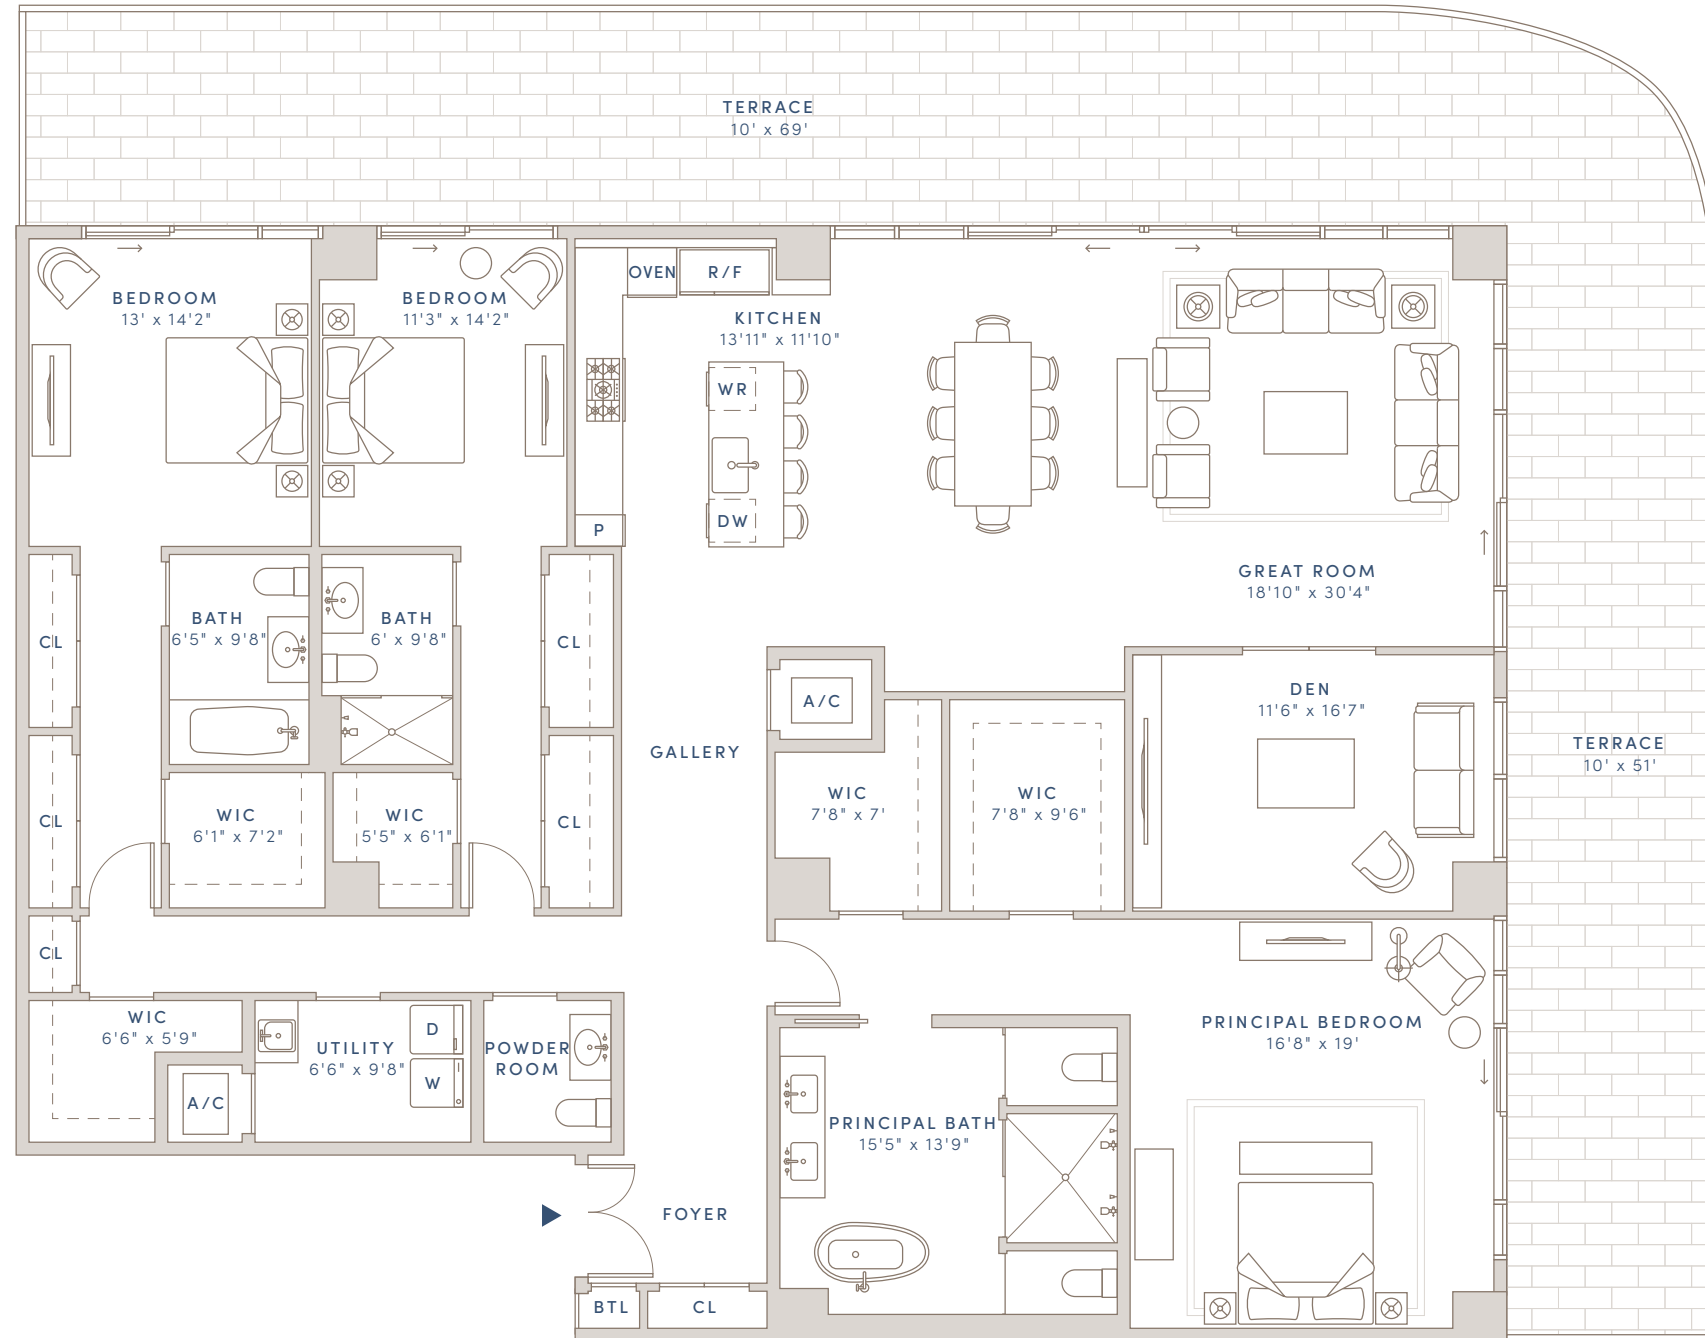 TERRACE
10' x 69'
OVEN
R/F
BEDROOM
13' x 14'2"
BEDROOM
11'3" x 14'2"
KITCHEN
13'11" x 11'10"
WR
DW
P
GREAT ROOM
18'10" x 30'4"
BATH
6'5" x 9'8"
BATH
6' x 9'8"
CL
CL
A/C
DEN
11'6" x 16'7"
GALLERY
TERRACE
10' x 51'
WIC
7'8" x 7'
WIC
7'8" x 9'6"
CL
WIC
6'1" x 7'2"
WIC
5'5" x 6'1"
CL
CL
WIC
6'6" x 5'9"
UTILITY
6'6" x 9'8"
D
W
POWDER
ROOM
PRINCIPAL BEDROOM
16'8" x 19'
A/C
PRINCIPAL BATH
15'5" x 13'9"
FOYER
BTL
CL